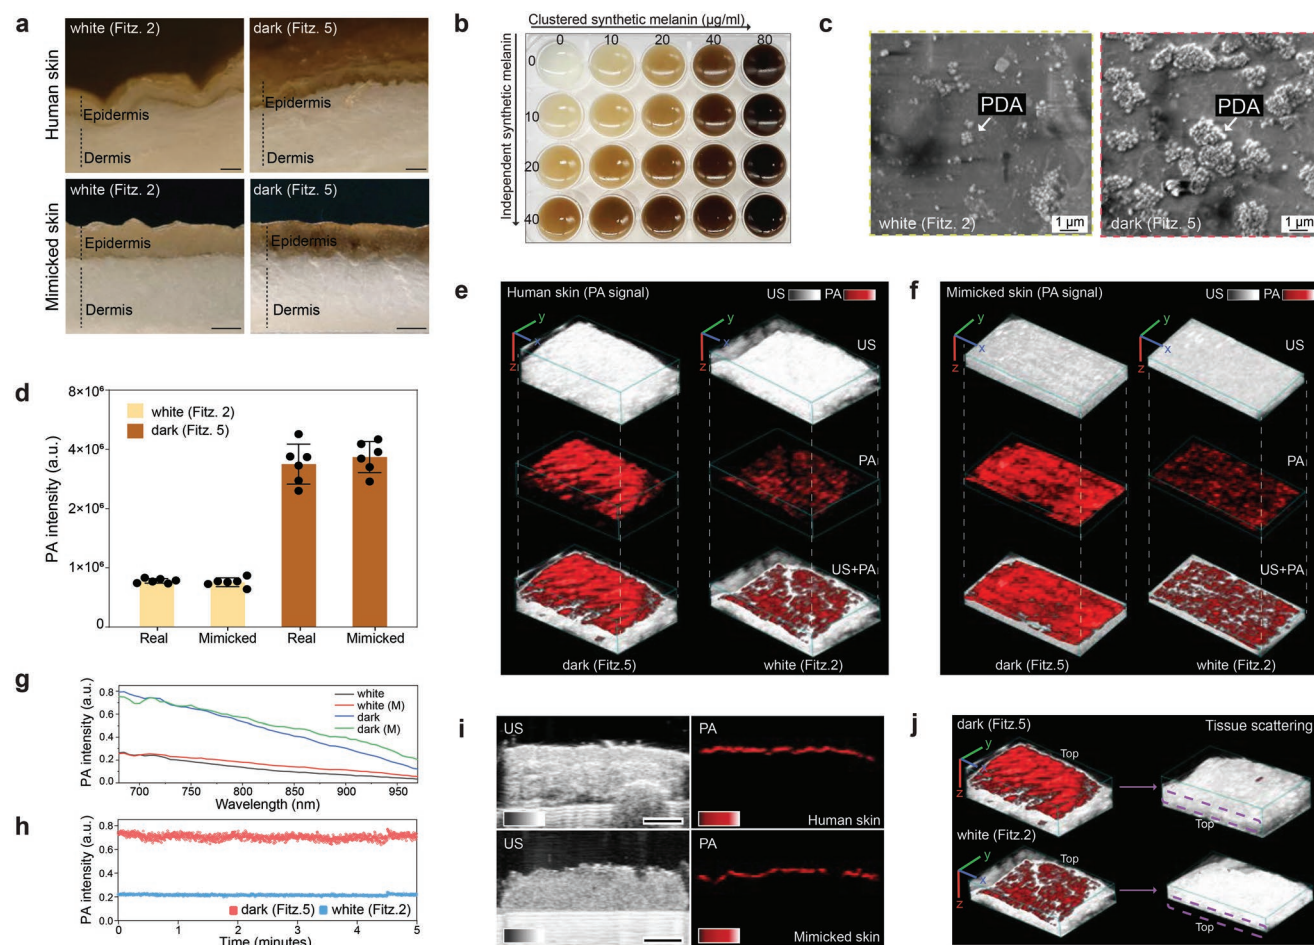 a
white (Fitz. 2)
dark (Fitz. 5)
Human skin
Epidermis
Epidermis
Dermis
Dermis
white (Fitz. 2)
dark (Fitz. 5)
Mimicked skin
Epidermis
Epidermis
Dermis
Dermis
b
Clustered synthetic melanin (µg/ml)
0 10 20 40 80
Independent synthetic melanin
0
10
20
40
c
PDA
PDA
white (Fitz. 2)
1 µm
dark (Fitz. 5)
1 µm
d
PA intensity (a.u.)
8×10⁶
4×10⁶
2×10⁶
1×10⁶
0
white (Fitz. 2)
dark (Fitz. 5)
Real Mimicked Real Mimicked
e
Human skin (PA signal)
US PA
y
x
z
US
PA
US+PA
dark (Fitz.5)
white (Fitz.2)
f
Mimicked skin (PA signal)
US PA
y
x
z
y
x
z
US
PA
US+PA
dark (Fitz.5)
white (Fitz.2)
g
PA intensity (a.u.)
0.8
0.6
0.4
0.2
0.0
white
white (M)
dark
dark (M)
700 750 800 850 900 950
Wavelength (nm)
h
PA intensity (a.u.)
0.8
0.6
0.4
0.2
0
dark (Fitz.5) white (Fitz.2)
0 1 2 3 4 5
Time (minutes)
i
US
PA
Human skin
US
PA
Mimicked skin
j
dark (Fitz.5)
Tissue scattering
y
z
Top
Top
white (Fitz.2)
y
z
Top
Top